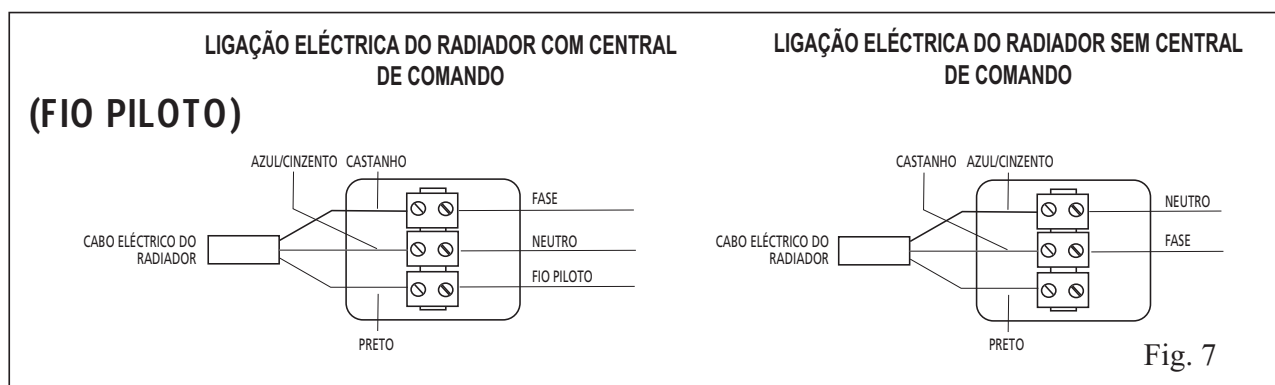 LIGAÇÃO ELÉCTRICA DO RADIADOR COM CENTRAL
DE COMANDO
(FIO PILOTO)
AZUL/CINZENTO CASTANHO
FASE
CABO ELÉCTRICO DO
RADIADOR
NEUTRO
FIO PILOTO
PRETO
LIGAÇÃO ELÉCTRICA DO RADIADOR SEM CENTRAL
DE COMANDO
CASTANHO AZUL/CINZENTO
NEUTRO
CABO ELÉCTRICO DO
RADIADOR
FASE
PRETO
Fig. 7